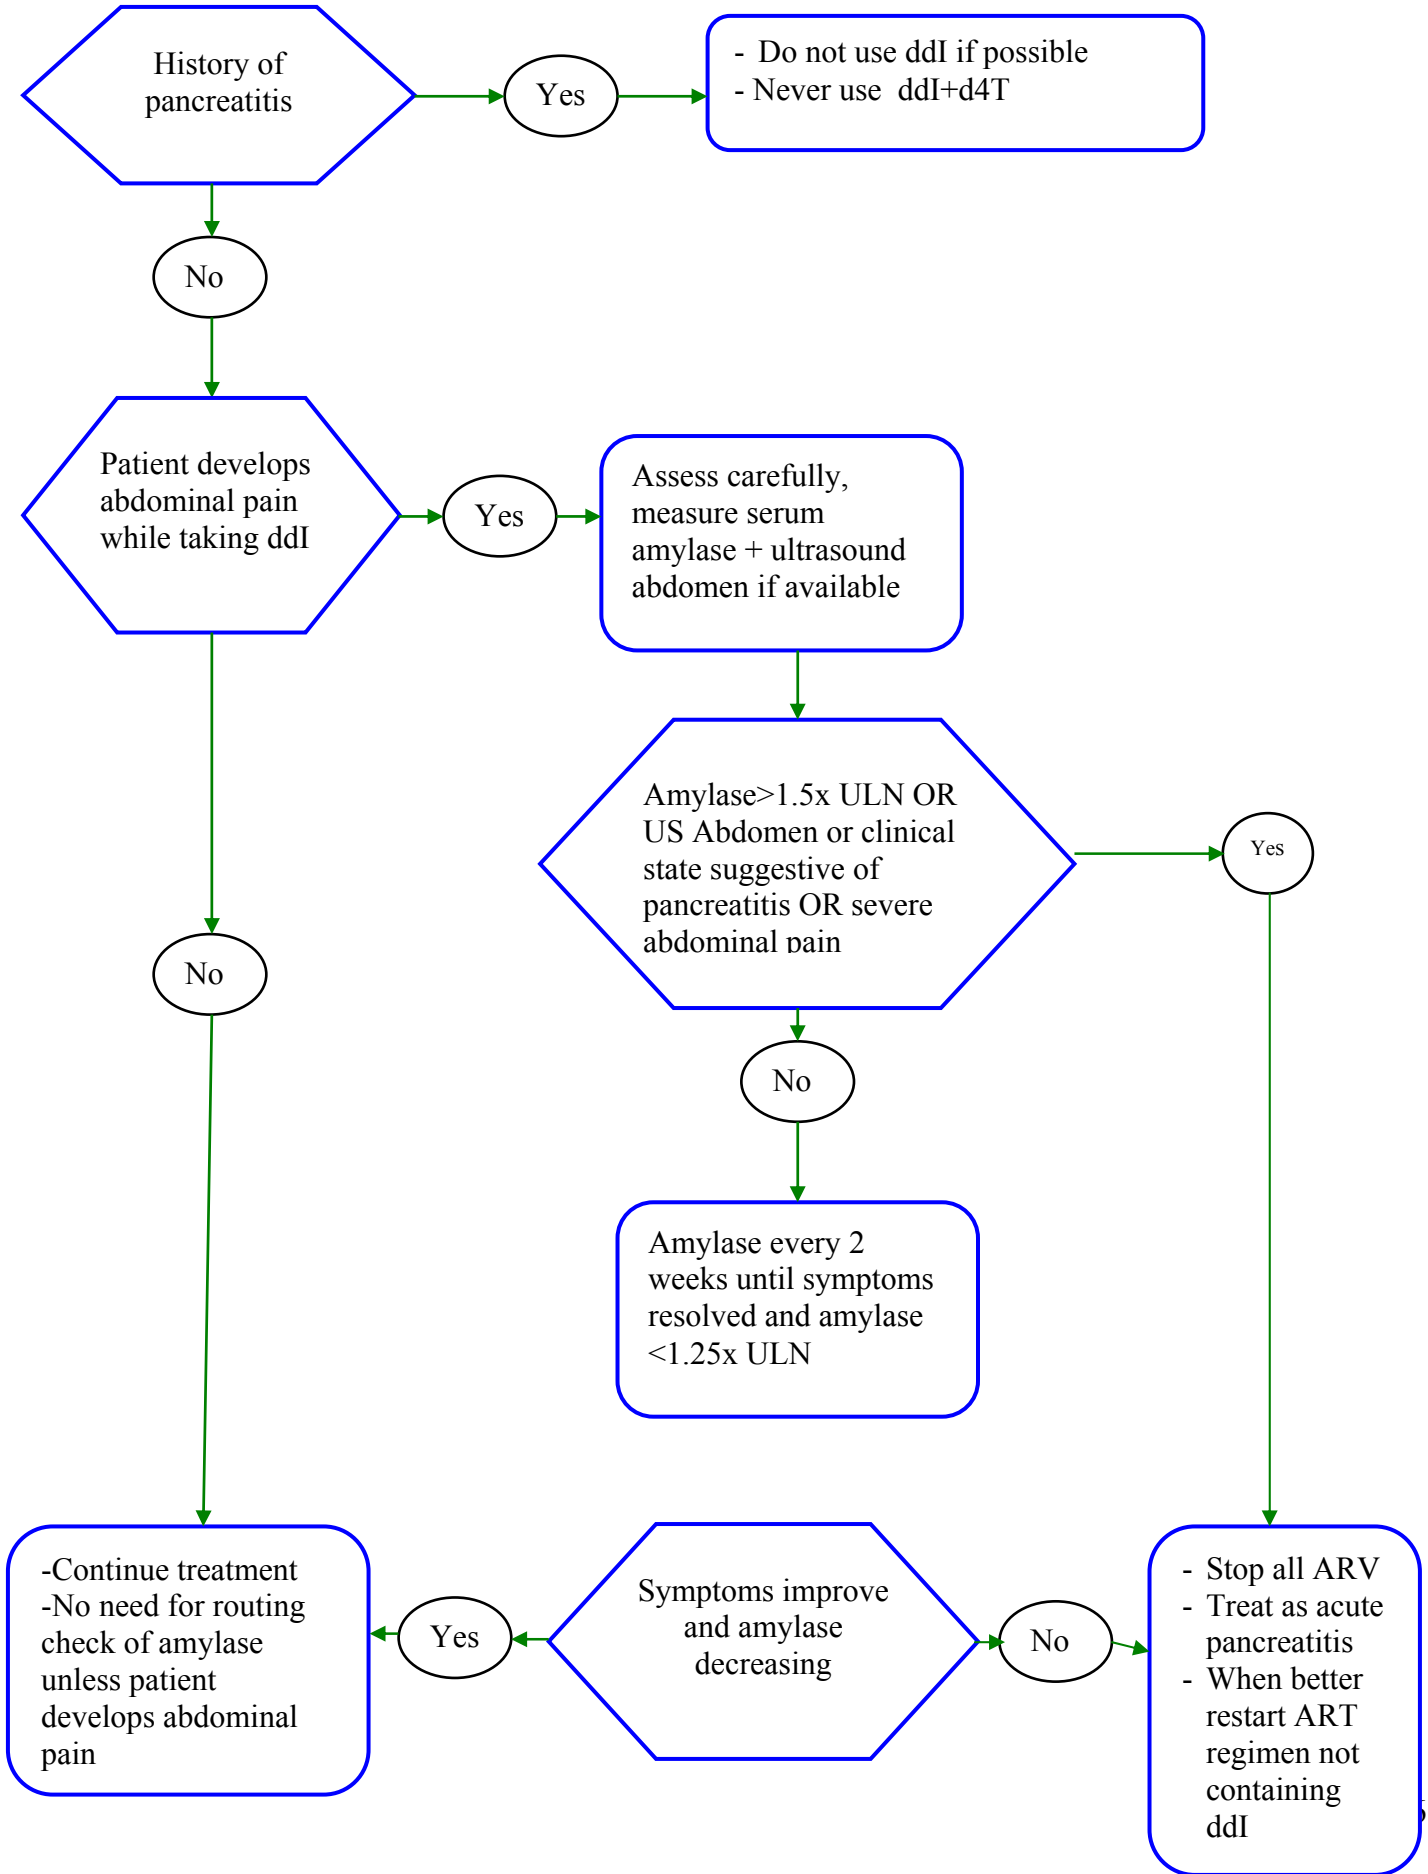 History of
pancreatitis
Yes
- Do not use ddI if possible
- Never use ddI+d4T
No
Patient develops
abdominal pain
while taking ddI
Yes
Assess carefully,
measure serum
amylase + ultrasound
abdomen if available
Amylase>1.5x ULN OR
US Abdomen or clinical
state suggestive of
pancreatitis OR severe
abdominal pain
Yes
No
No
Amylase every 2
weeks until symptoms
resolved and amylase
<1.25x ULN
-Continue treatment
-No need for routing
check of amylase
unless patient
develops abdominal
pain
Yes
Symptoms improve
and amylase
decreasing
No
- Stop all ARV
- Treat as acute
pancreatitis
- When better
restart ART
regimen not
containing
ddI